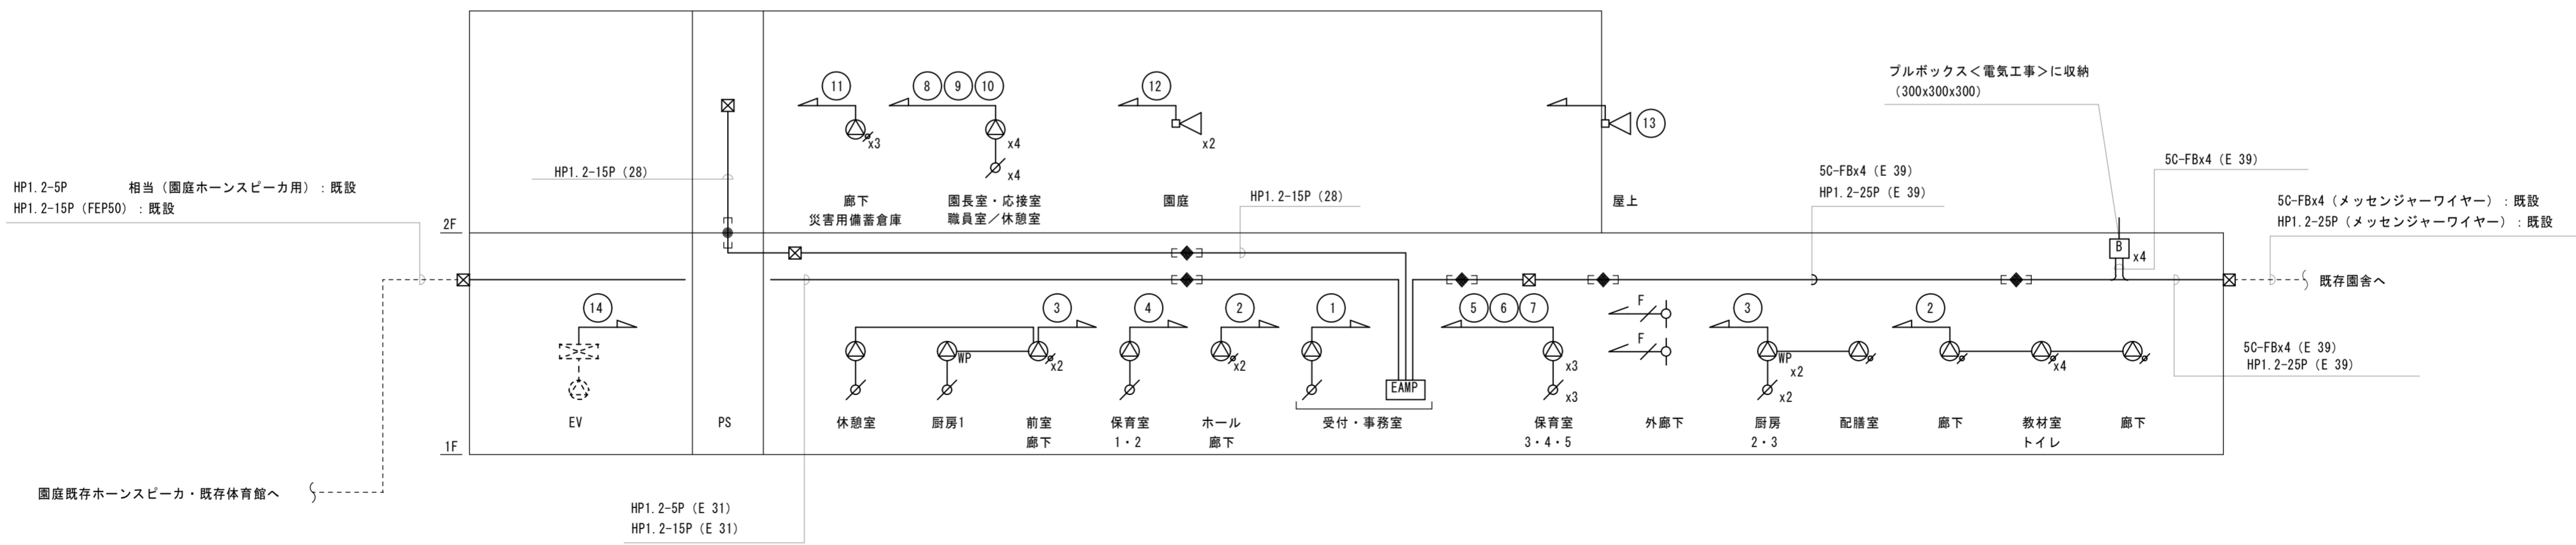 プルボックス＜電気工事＞に収納
（300x300x300）
11
8 9 10
12
13
x3
x4
x4
x2
HP1.2-15P（28）
5C-FBx4（E 39）
5C-FBx4（E 39）
HP1.2-25P（E 39）
HP1.2-5P 相当（園庭ホーンスピーカ用）：既設
HP1.2-15P（FEP50）：既設
廊下
災害用備蓄倉庫
園長室・応接室
職員室／休憩室
園庭
HP1.2-15P（28）
屋上
5C-FBx4（メッセンジャーワイヤー）：既設
HP1.2-25P（メッセンジャーワイヤー）：既設
2F
B
x4
既存園舎へ
14
3
4
2
1
5 6 7
F
F
3
2
WP
x2
x2
x3
x3
WP
x2
x2
x4
EAMP
5C-FBx4（E 39）
HP1.2-25P（E 39）
EV
PS
休憩室
厨房1
前室
廊下
保育室
1・2
ホール
廊下
受付・事務室
保育室
3・4・5
外廊下
厨房
2・3
配膳室
廊下
教材室
トイレ
廊下
1F
園庭既存ホーンスピーカ・既存体育館へ
HP1.2-5P（E 31）
HP1.2-15P（E 31）